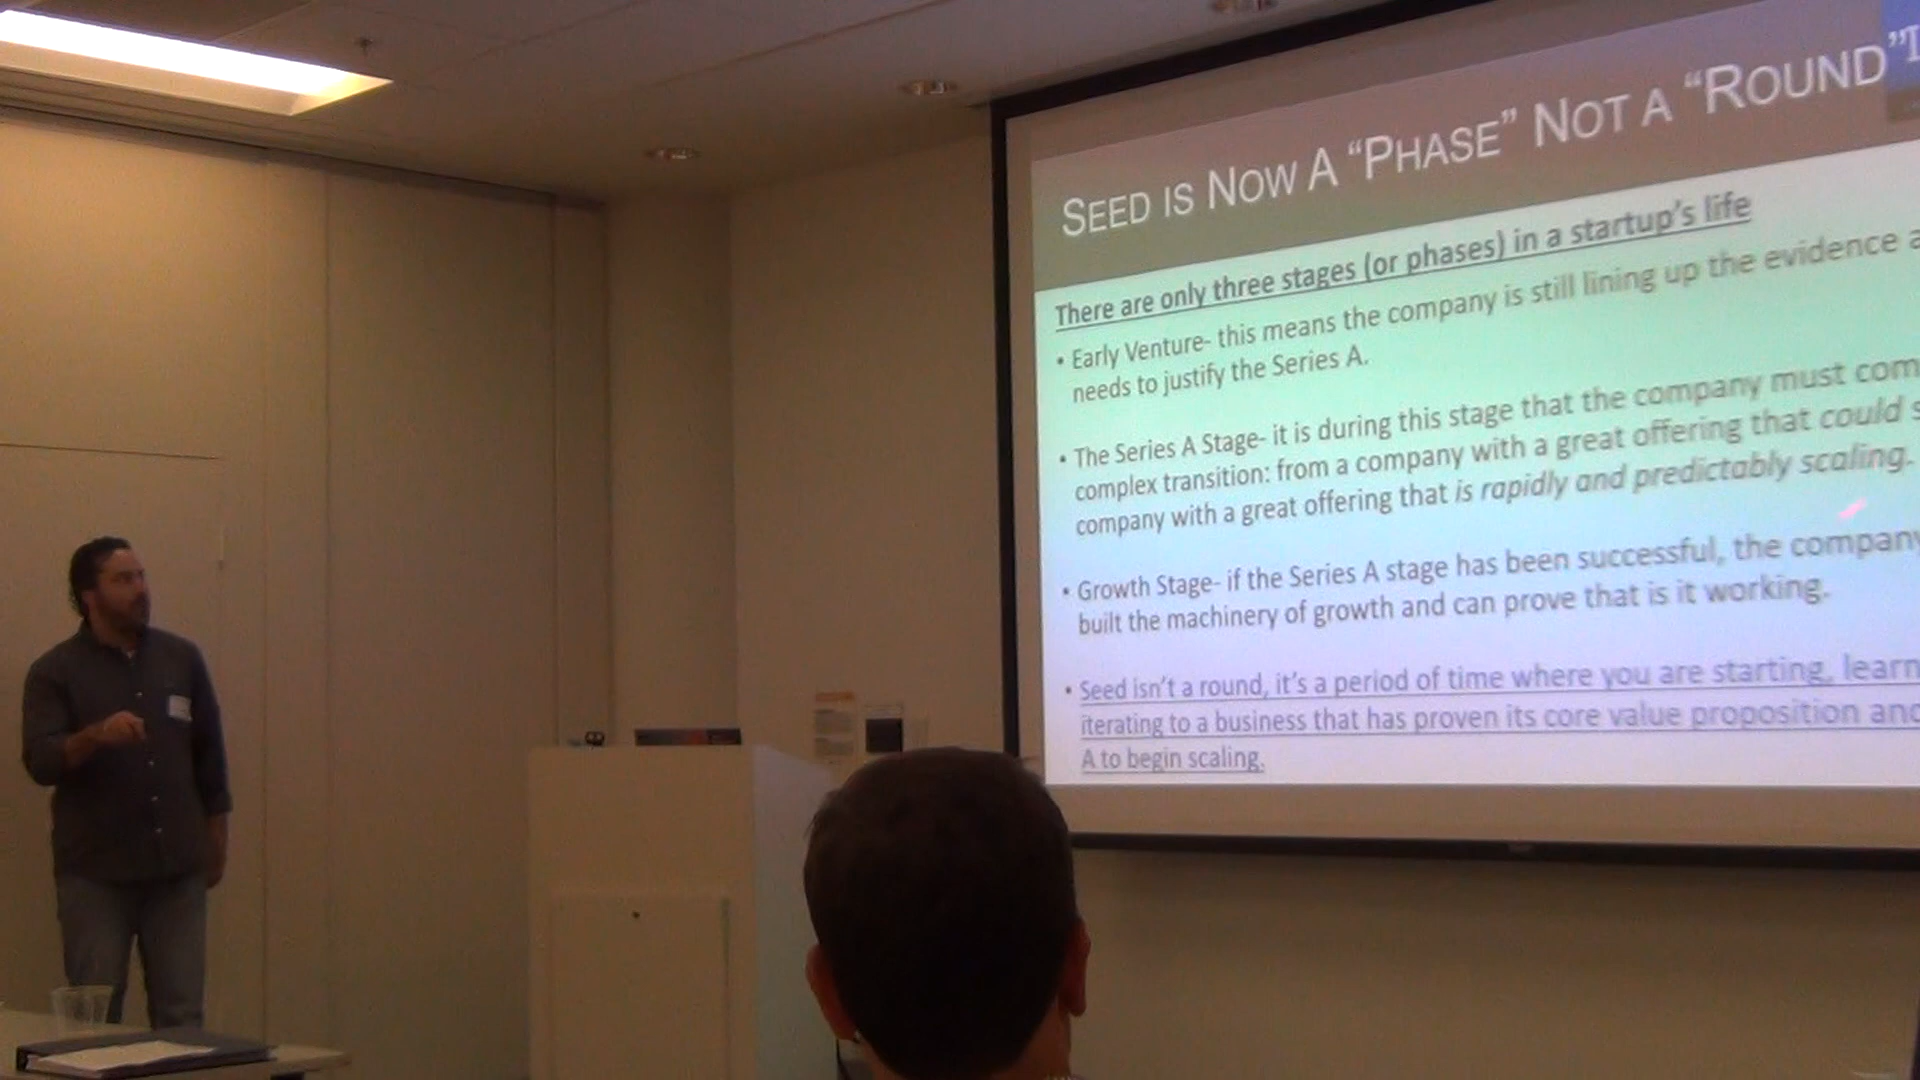 SEED IS NOW A “PHASE” NOT A “ROUND”
There are only three stages (or phases) in a startup's life
• Early Venture- this means the company is still lining up the evidence a
needs to justify the Series A.
• The Series A Stage- it is during this stage that the company must com
complex transition: from a company with a great offering that could s
company with a great offering that is rapidly and predictably scaling.
• Growth Stage- if the Series A stage has been successful, the company
built the machinery of growth and can prove that is it working.
• Seed isn't a round, it's a period of time where you are starting, learn
iterating to a business that has proven its core value proposition and
A to begin scaling.